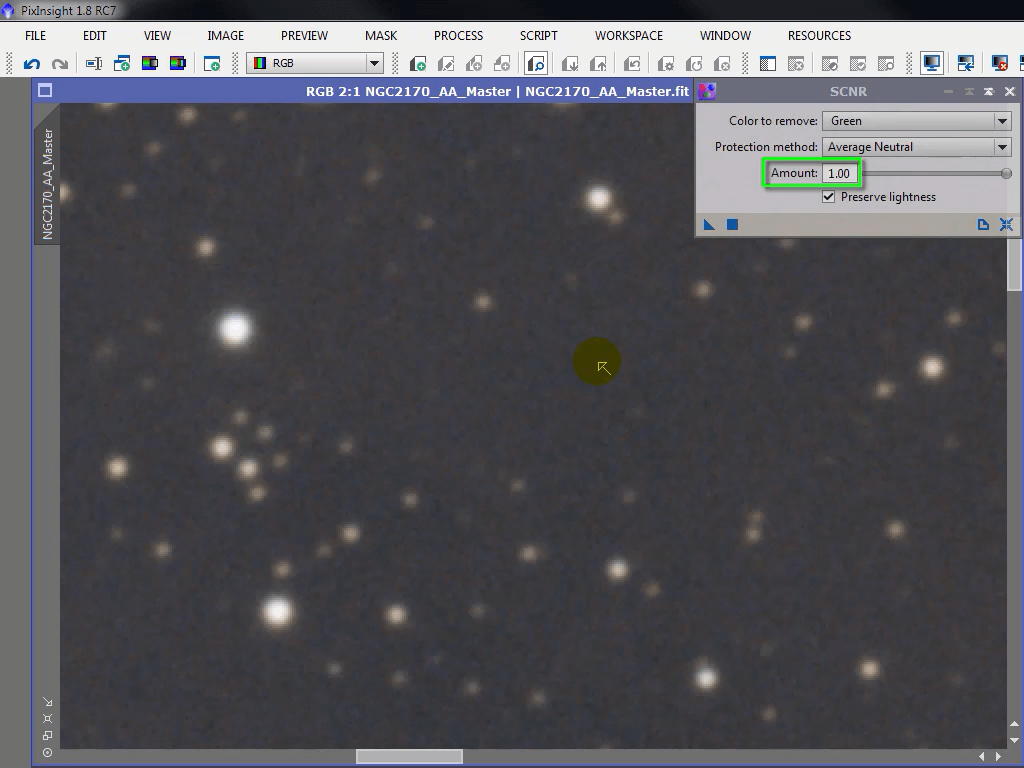 PixInsight 1.8 RC7
FILE EDIT VIEW IMAGE PREVIEW MASK PROCESS SCRIPT WORKSPACE WINDOW RESOURCES
RGB
RGB 2:1 NGC2170_AA_Master | NGC2170_AA_Master.fit
NGC2170_AA_Master
SCNR
Color to remove: Green
Protection method: Average Neutral
Amount: 1.00
Preserve lightness